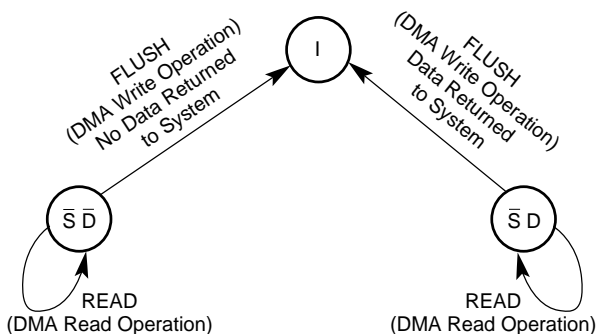 FLUSH
(DMA Write Operation)
No Data Returned
to System
I
FLUSH
(DMA Write Operation)
Data Returned
to System
S̅ D̅
READ
(DMA Read Operation)
S̅ D
READ
(DMA Read Operation)